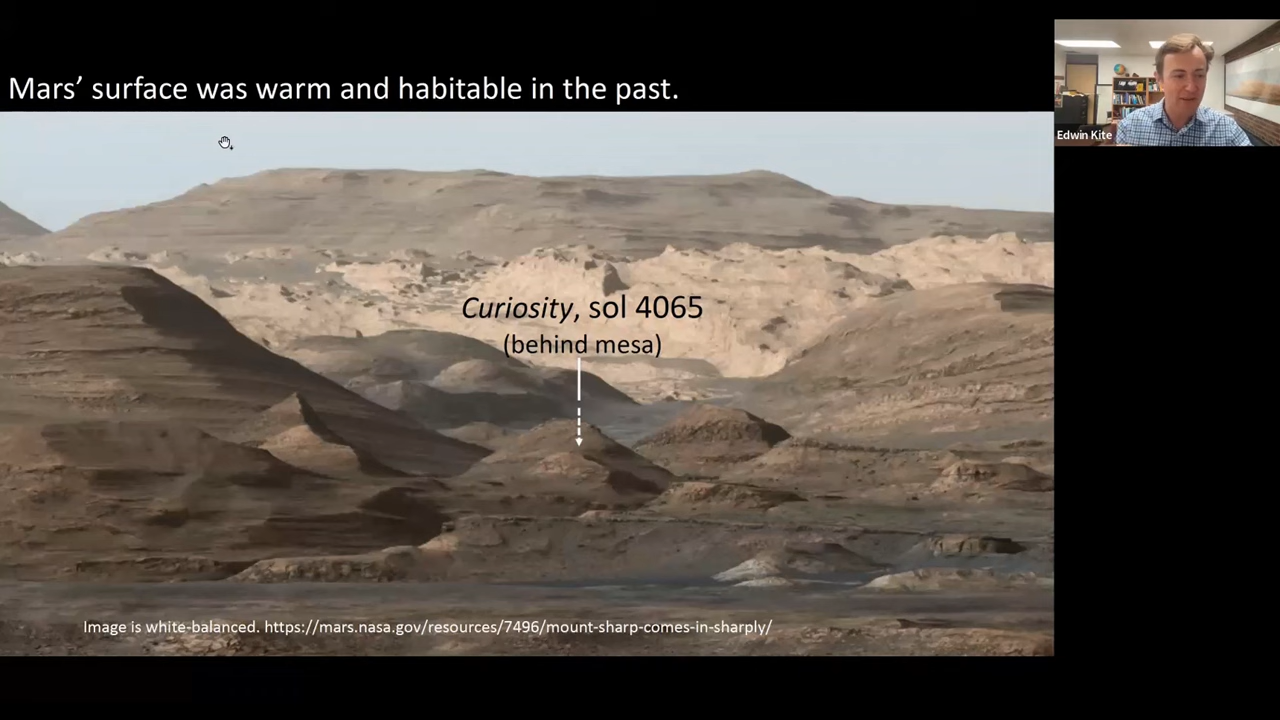 Mars’ surface was warm and habitable in the past.
Edwin Kite
Curiosity, sol 4065
(behind mesa)
Image is white-balanced. https://mars.nasa.gov/resources/7496/mount-sharp-comes-in-sharply/